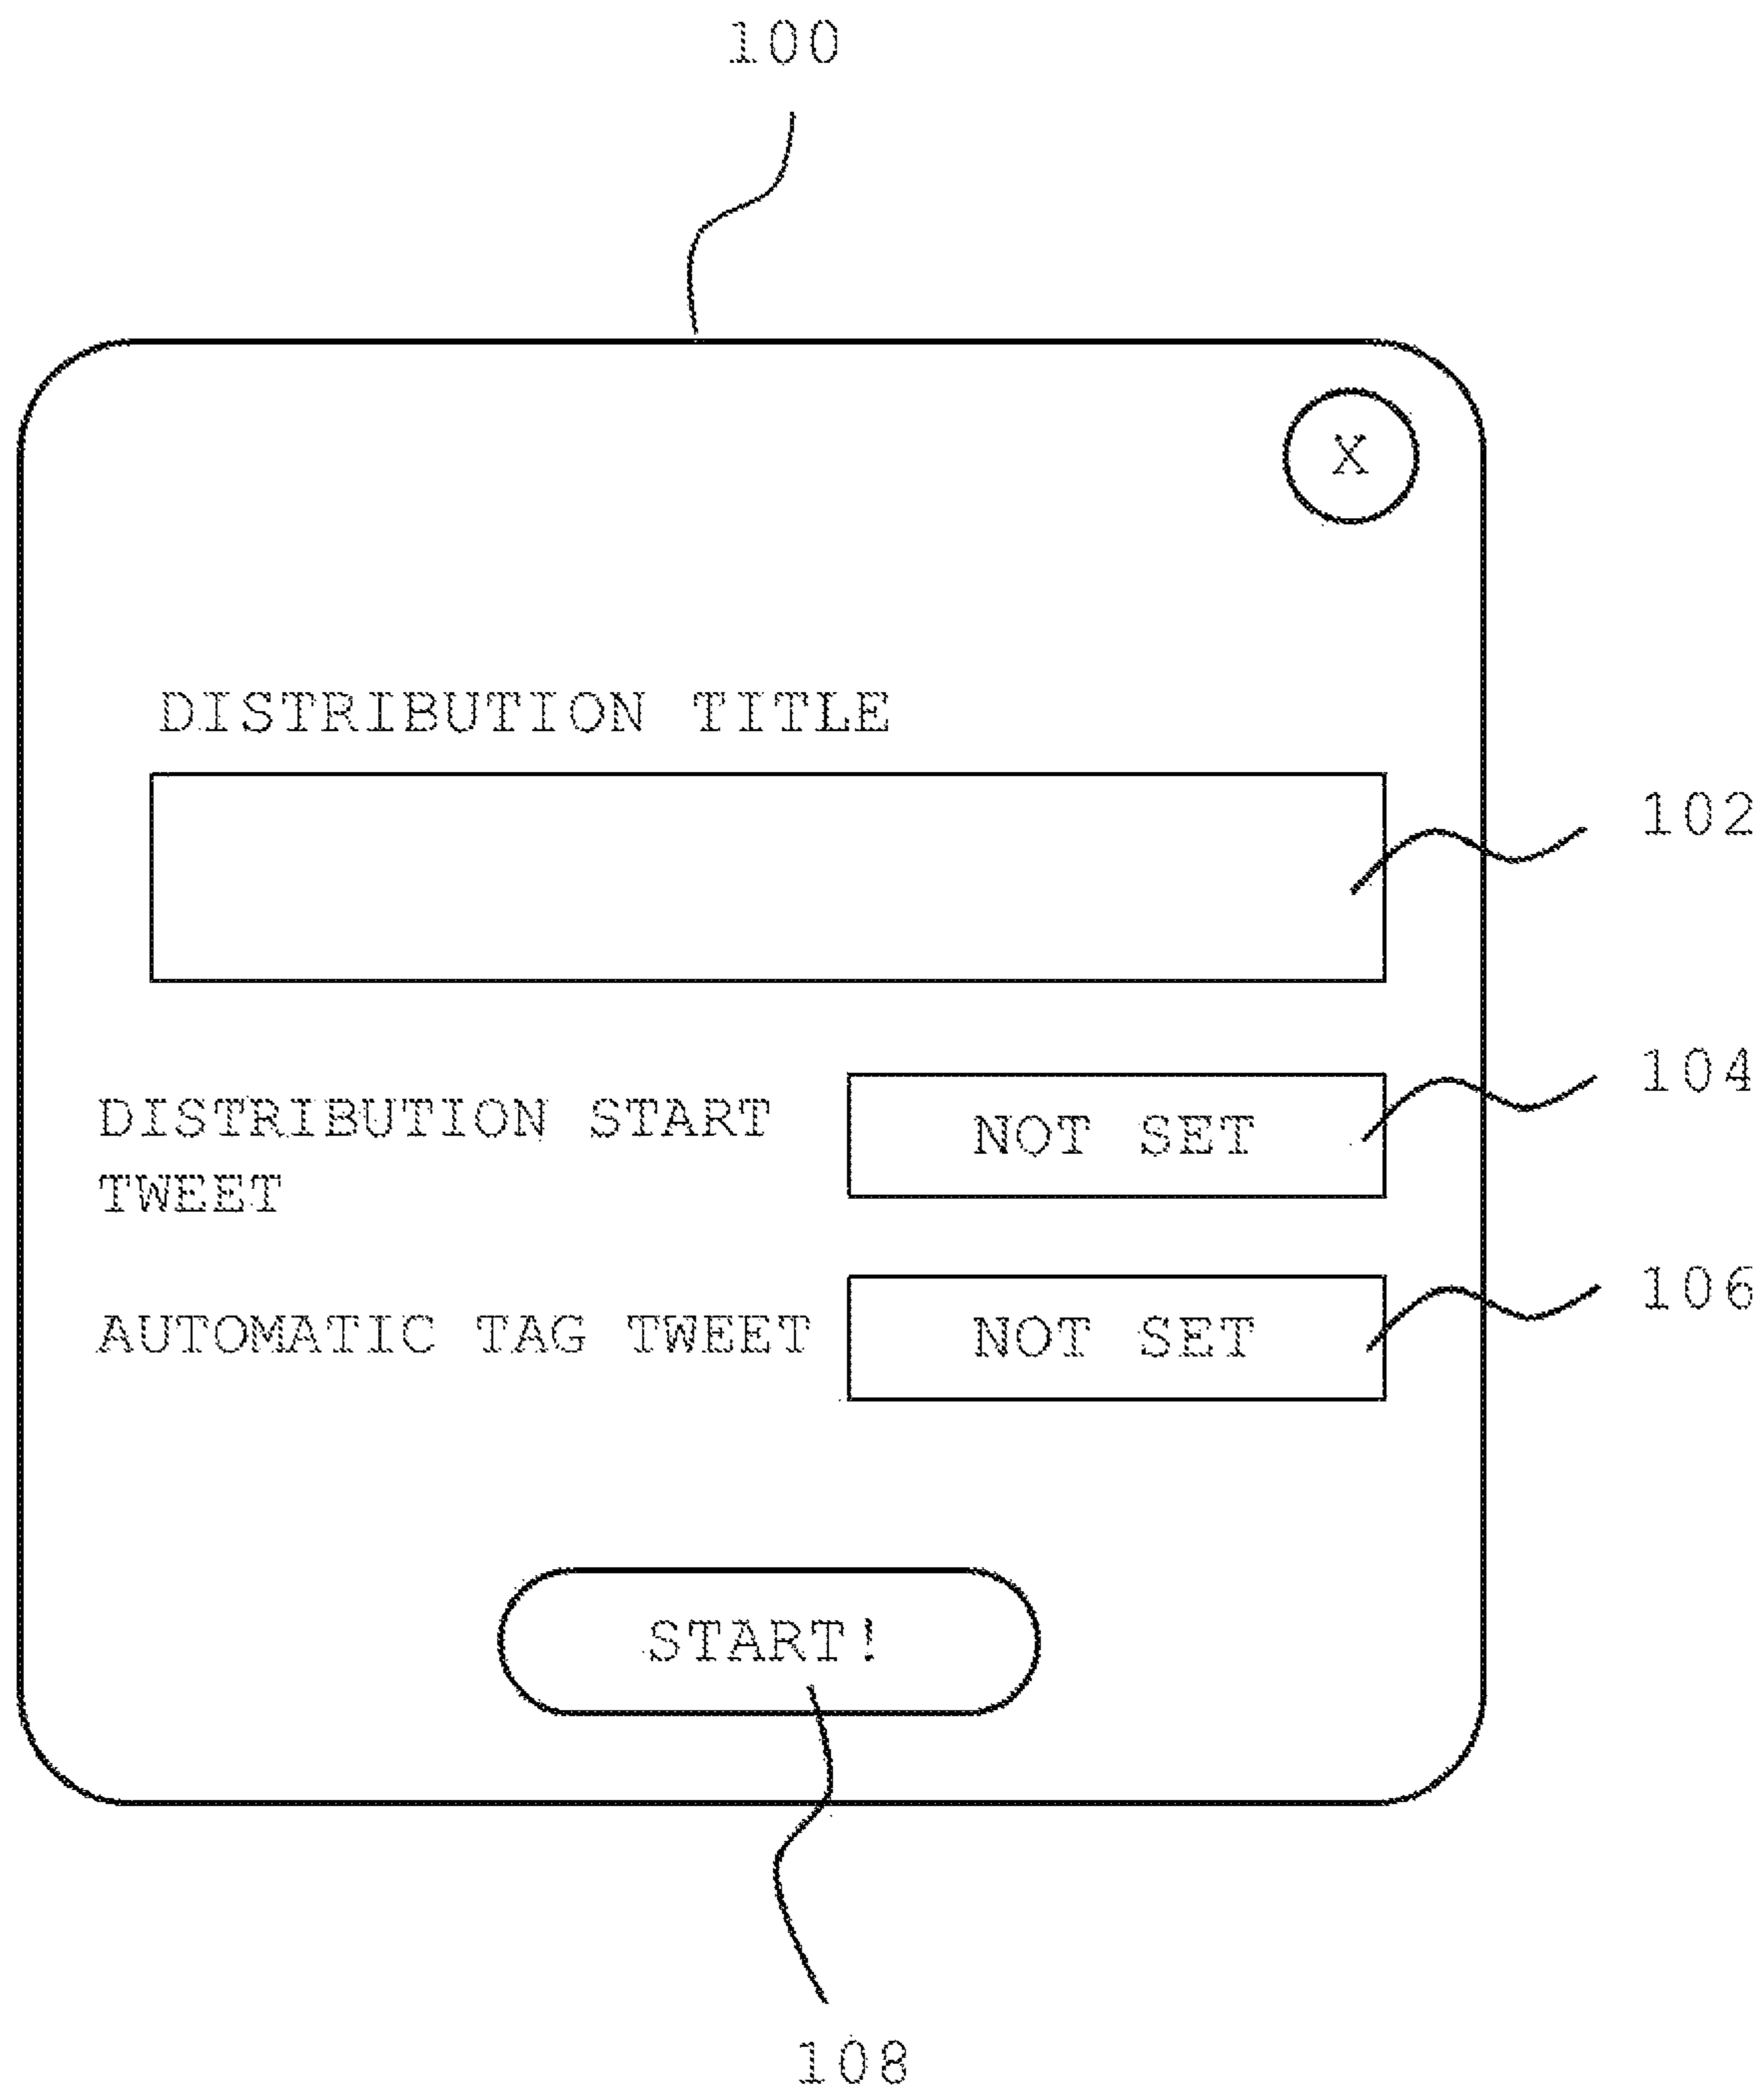 100
X
DISTRIBUTION TITLE
102
DISTRIBUTION START
TWEET
NOT SET
104
AUTOMATIC TAG TWEET
NOT SET
106
START!
108